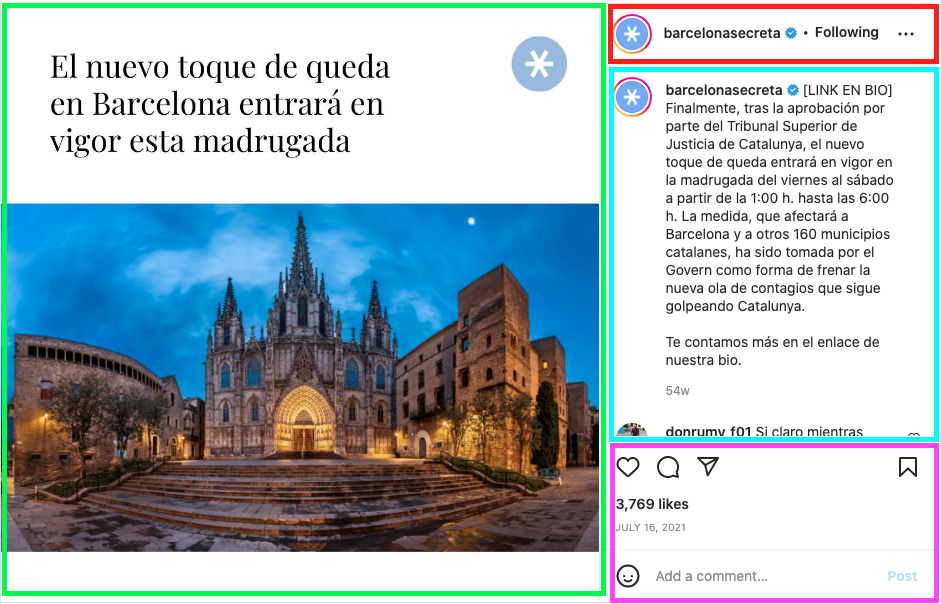 El nuevo toque de queda
en Barcelona entrará en
vigor esta madrugada
barcelonasecreta • Following
barcelonasecreta [LINK EN BIO]
Finalmente, tras la aprobación por
parte del Tribunal Superior de
Justicia de Catalunya, el nuevo
toque de queda entrará en vigor en
la madrugada del viernes al sábado
a partir de la 1:00 h. hasta las 6:00
h. La medida, que afectará a
Barcelona y a otros 160 municipios
catalanes, ha sido tomada por el
Govern como forma de frenar la
nueva ola de contagios que sigue
golpeando Catalunya.
Te contamos más en el enlace de
nuestra bio.
54w
donrumy_f01 Si claro mientras
3,769 likes
JULY 16, 2021
Add a comment...
Post